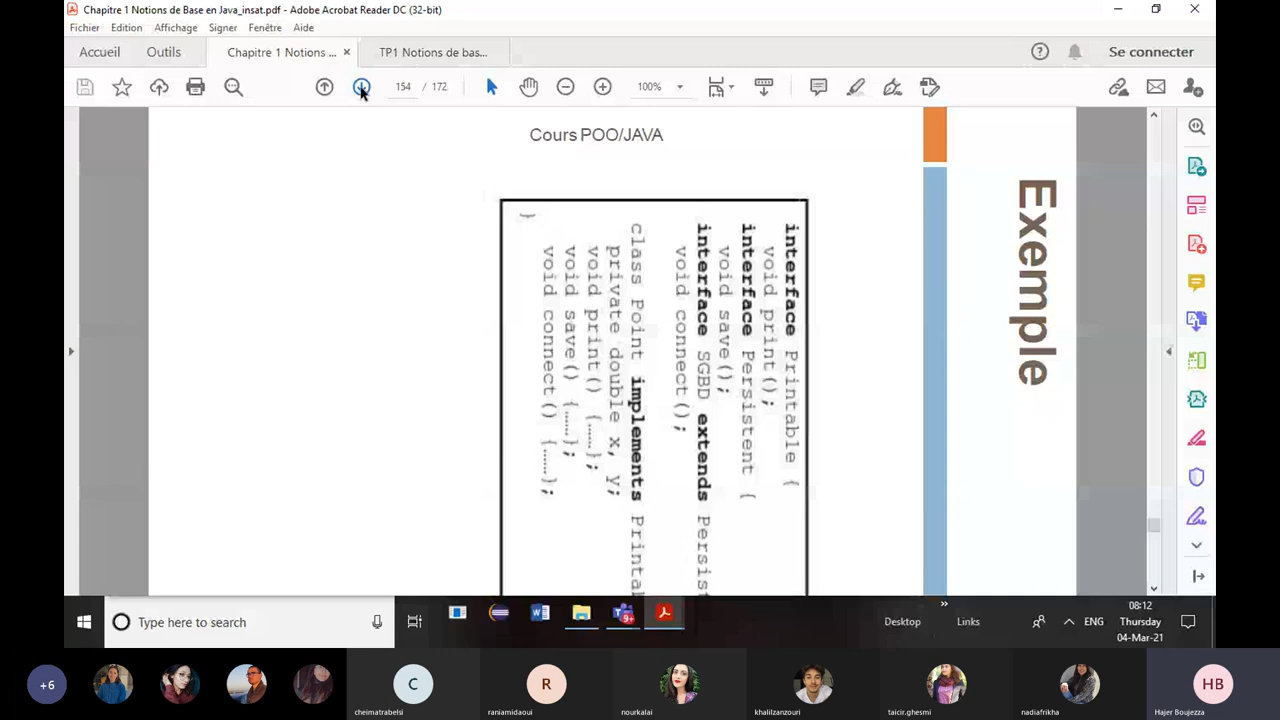 Chapitre 1 Notions de Base en Java_insat.pdf - Adobe Acrobat Reader DC (32-bit)
Fichier Edition Affichage Signer Fenêtre Aide
Accueil Outils Chapitre 1 Notions ... × TP1 Notions de bas... Se connecter
154 / 172 100%
Cours POO/JAVA
Exemple
interface Printable {
void print();
interface Persistent {
void save();
interface SGBD extends Persist
void connect();
class Point implements Printa
private double x, y;
void print() {……};
void save() {……};
void connect() {……};
}
Type here to search
9+
Desktop
»
Links
ENG
08:12
Thursday
04-Mar-21
+6
C
cheimatrabelsi
R
raniamidaoui
nourkalai
khalilzanzouri
taicir.ghesmi
nadiafrikha
HB
Hajer Boujezza